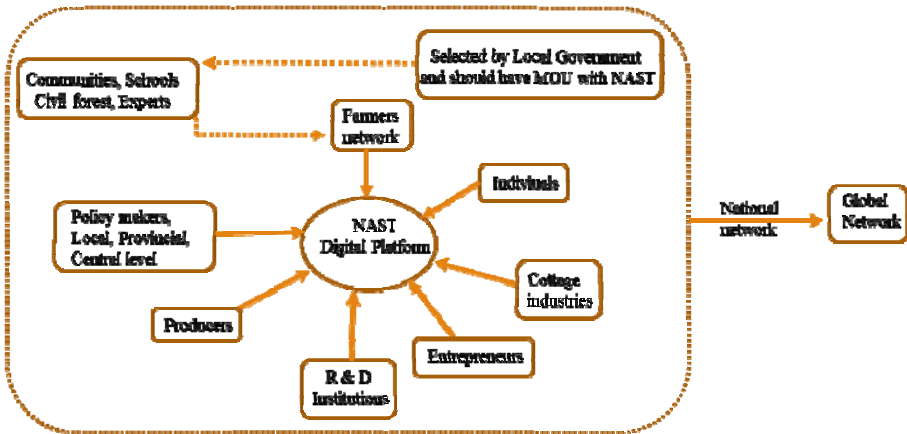 Selected by Local Government
and should have MOU with NAST
Communities, Schools
Civil forest, Experts
Farmers
network
Indiviuals
Policy makers,
Local, Provincial,
Central level
NAST
Digital Platform
National
network
Global
Network
Cottage
industries
Producers
Entrepreneurs
R & D
Institutions